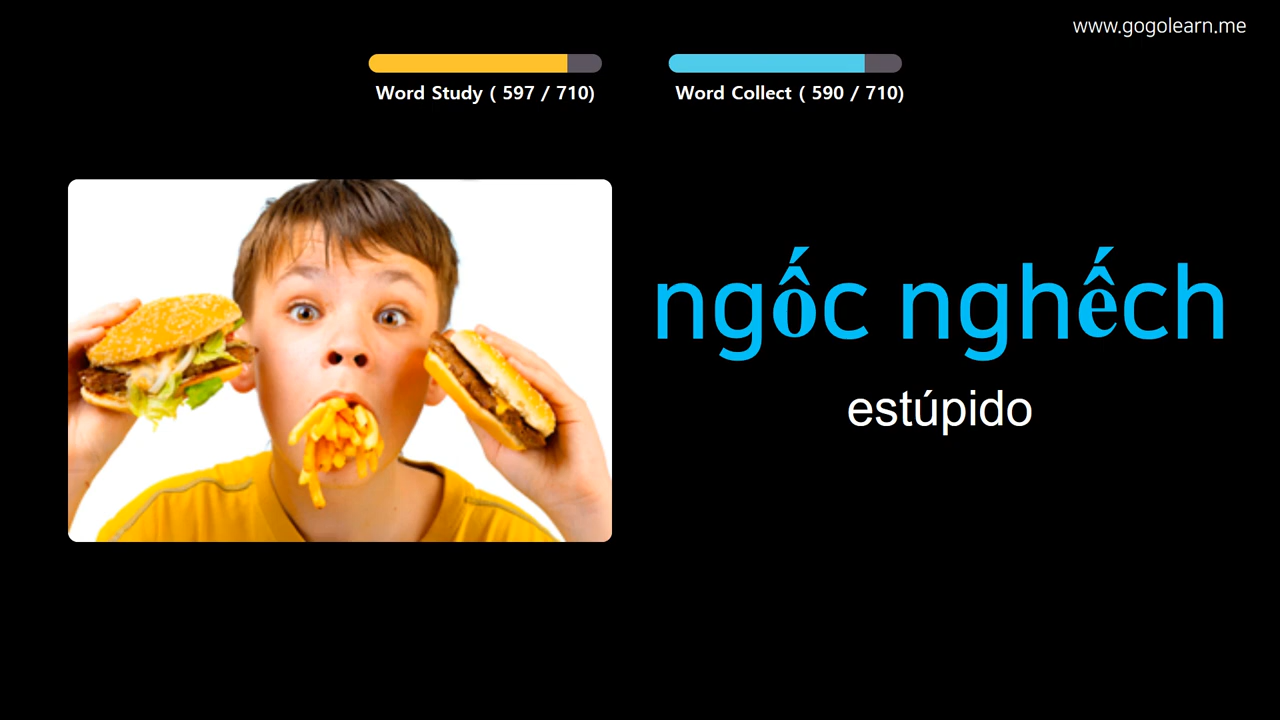 www.gogolearn.me
Word Study ( 597 / 710)
Word Collect ( 590 / 710)
ngốc nghếch
estúpido